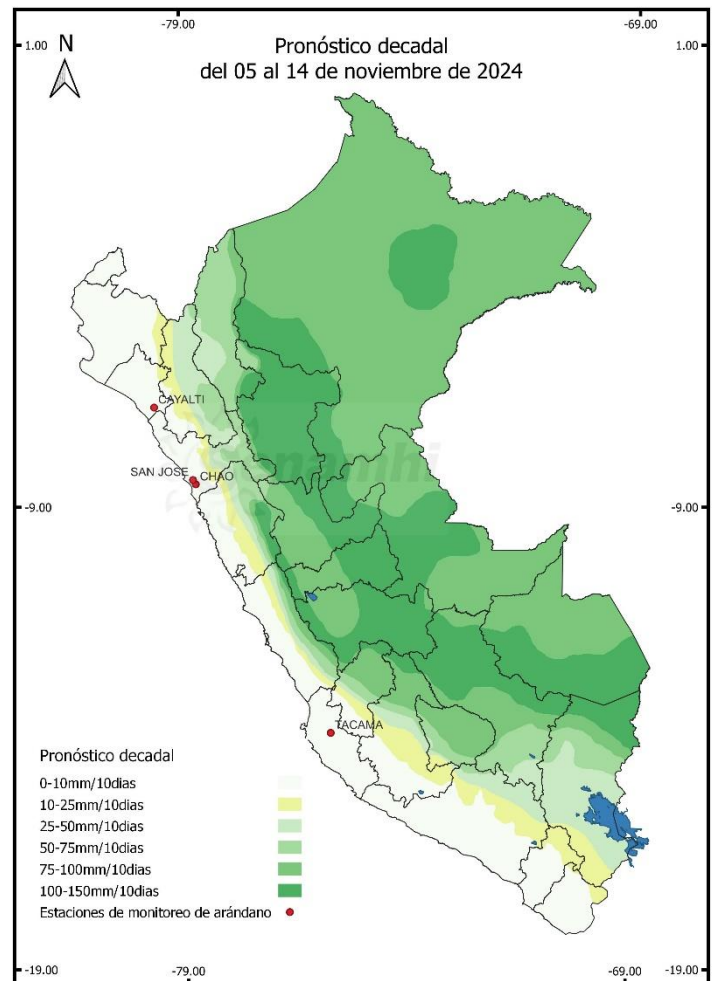 -79.00
-69.00
1.00
N
Pronóstico decadal
1.00
del 05 al 14 de noviembre de 2024
CAYALTI
SAN JOSE
CHAO
Senamhi
-9.00
-9.00
TACAMA
Pronóstico decadal
0-10mm/10dias
10-25mm/10dias
25-50mm/10dias
50-75mm/10dias
75-100mm/10dias
100-150mm/10dias
Estaciones de monitoreo de arándano
-19.00
-19.00
-79.00
-69.00